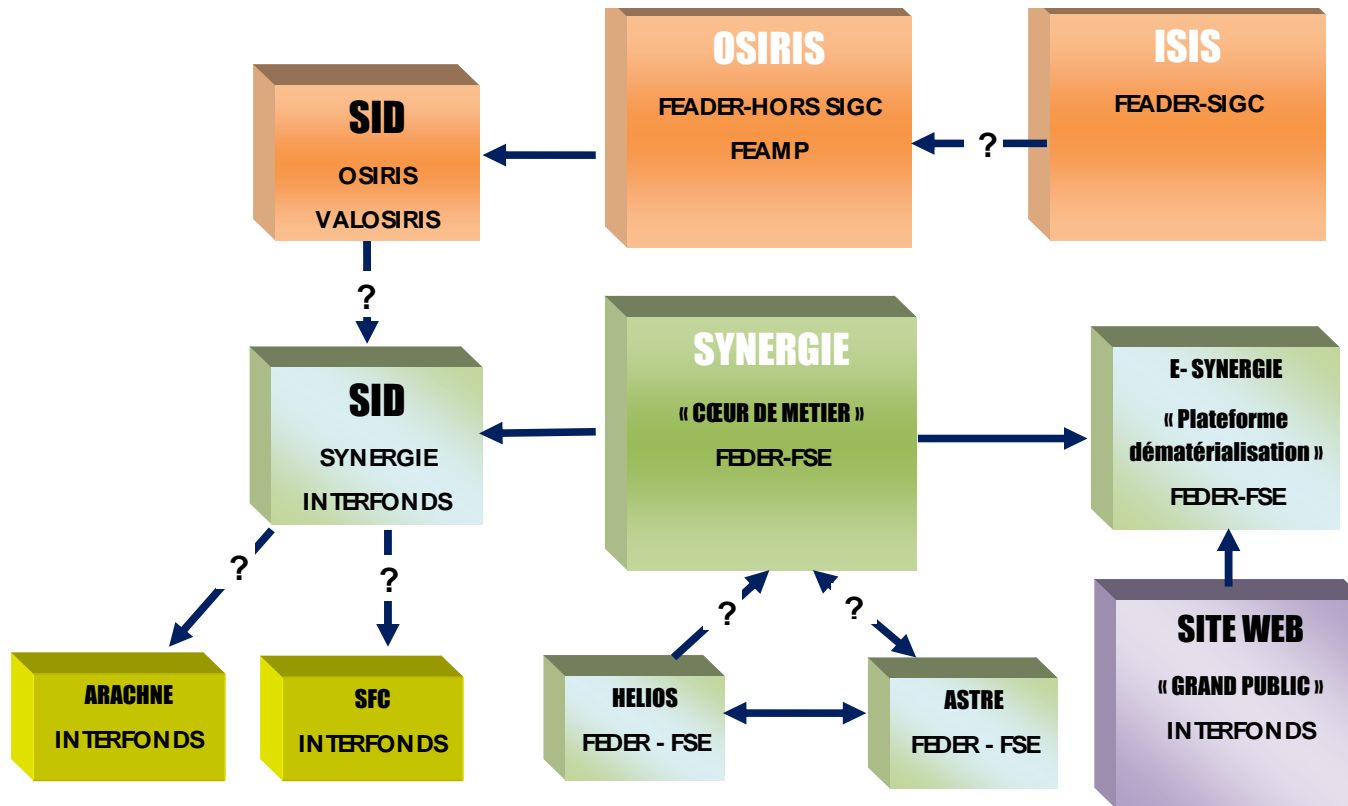 OSIRIS
FEADER-HORS SIGC
FEAMP
ISIS
FEADER-SIGC
?
SID
OSIRIS
VALOSIRIS
?
SYNERGIE
« CŒUR DE METIER »
FEDER-FSE
E- SYNERGIE
« Plateforme
dématérialisation »
FEDER-FSE
SID
SYNERGIE
INTERFONDS
?
?
?
?
ARACHNE
INTERFONDS
SFC
INTERFONDS
HELIOS
FEDER - FSE
ASTRE
FEDER - FSE
SITE WEB
« GRAND PUBLIC »
INTERFONDS